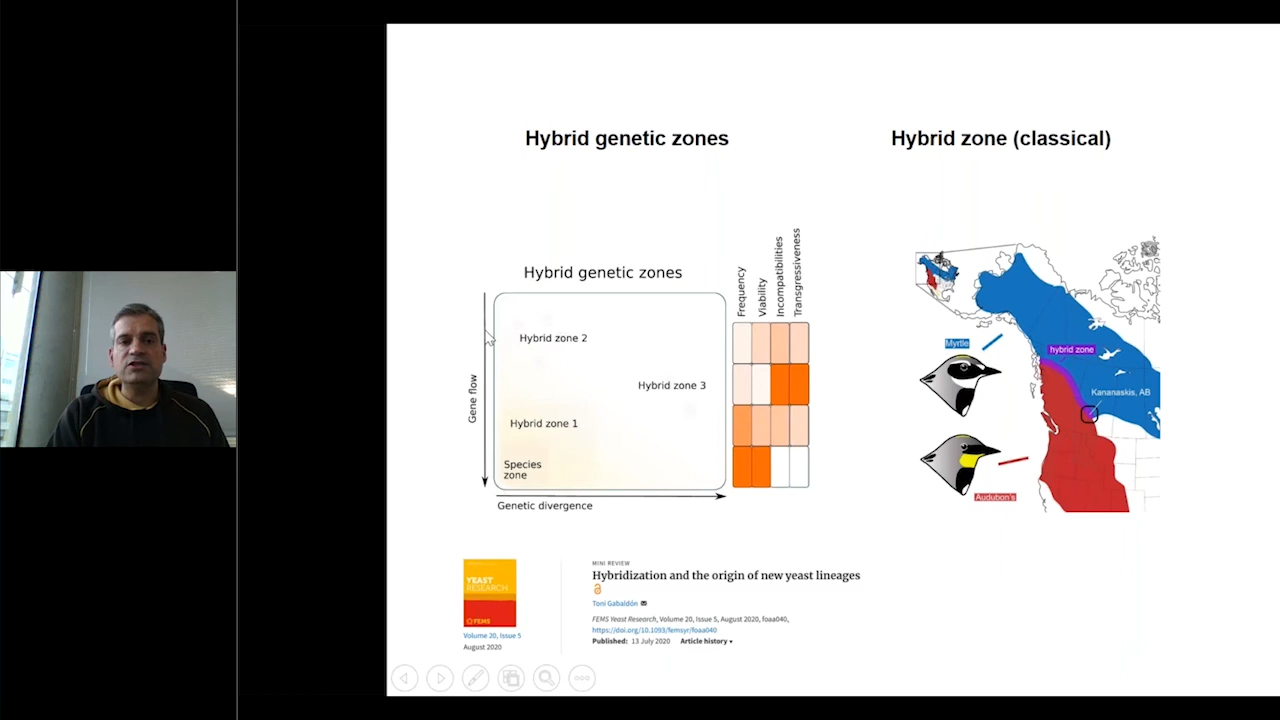 Hybrid genetic zones
Hybrid zone (classical)
Hybrid genetic zones
Frequency
Viability
Incompatibilities
Transgressiveness
Gene flow
Hybrid zone 2
Hybrid zone 3
Hybrid zone 1
Species
zone
Genetic divergence
Myrtle
hybrid zone
Kananaskis, AB
Audubon's
YEAST
RESEARCH
FEMS
Volume 20, Issue 5
August 2020
MINI REVIEW
Hybridization and the origin of new yeast lineages
Toni Gabaldón
FEMS Yeast Research, Volume 20, Issue 5, August 2020, foaa040,
https://doi.org/10.1093/femsyr/foaa040
Published: 13 July 2020 Article history